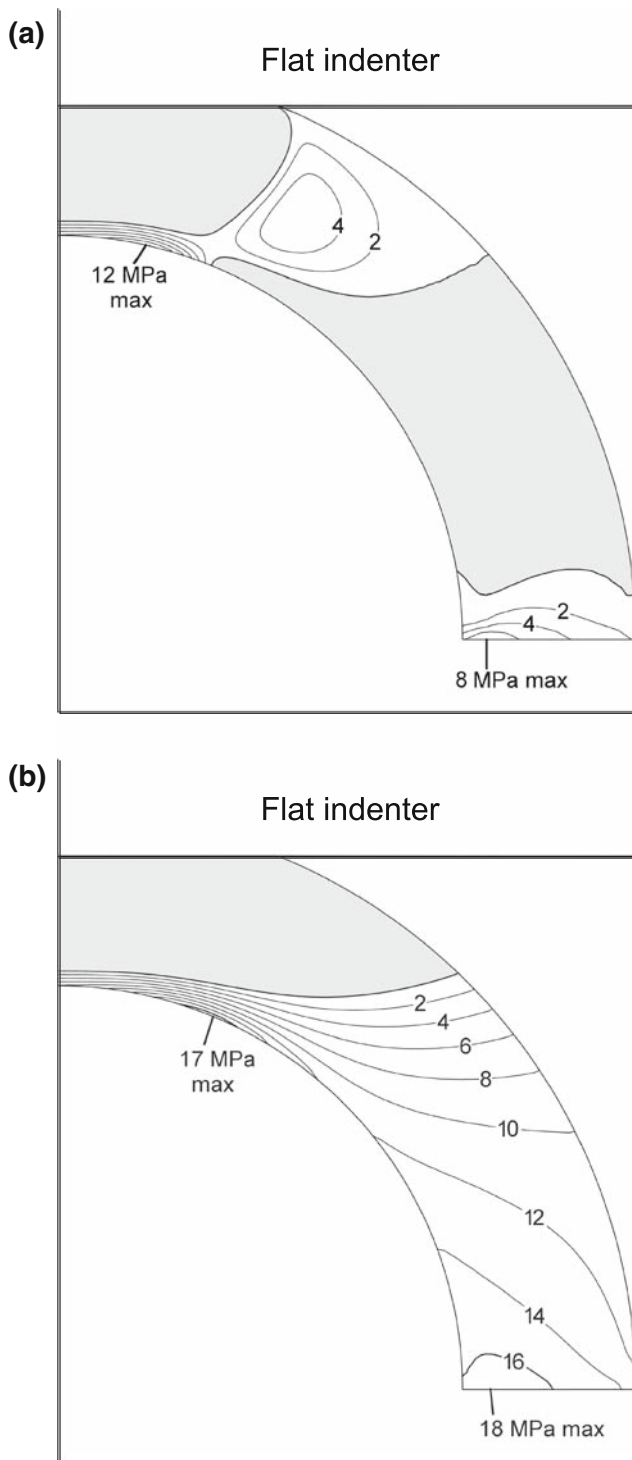 (a)
Flat indenter
4
2
12 MPa
max
2
4
8 MPa max
(b)
Flat indenter
2
4
6
8
17 MPa
max
10
12
14
16
18 MPa max